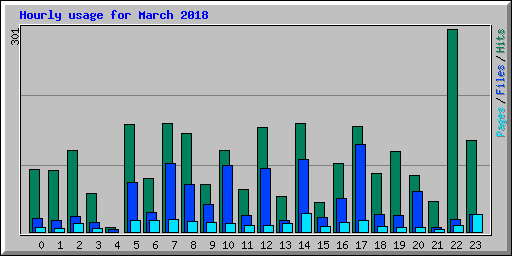 Hourly usage for March 2018
301
Pages / Files / Hits
0 1 2 3 4 5 6 7 8 9 10 11 12 13 14 15 16 17 18 19 20 21 22 23